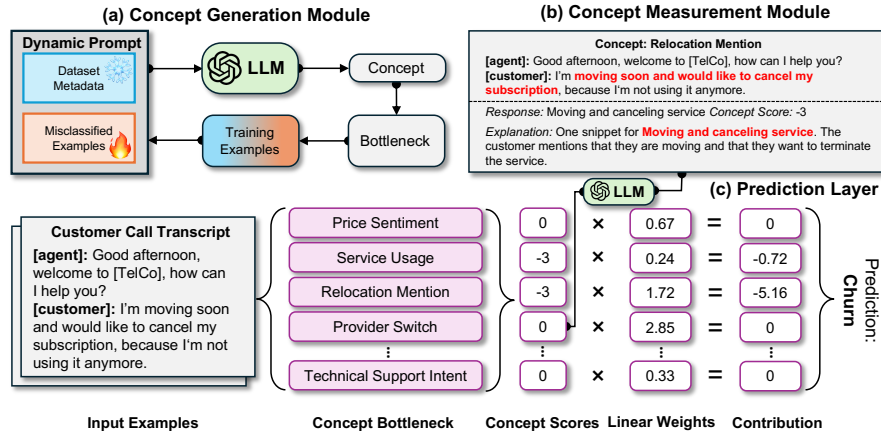 (a) Concept Generation Module
Dynamic Prompt
Dataset
Metadata
Misclassified
Examples
LLM
Concept
Training
Examples
Bottleneck
(b) Concept Measurement Module
Concept: Relocation Mention
[agent]: Good afternoon, welcome to [TelCo], how can I help you?
[customer]: I'm moving soon and would like to cancel my
subscription, because I'm not using it anymore.
Response: Moving and canceling service Concept Score: -3
Explanation: One snippet for Moving and canceling service. The
customer mentions that they are moving and that they want to terminate
the service.
LLM
(c) Prediction Layer
Customer Call Transcript
[agent]: Good afternoon,
welcome to [TelCo], how can
I help you?
[customer]: I'm moving soon
and would like to cancel my
subscription, because I'm not
using it anymore.
Price Sentiment 0 × 0.67 = 0
Service Usage -3 × 0.24 = -0.72
Relocation Mention -3 × 1.72 = -5.16
Provider Switch 0 × 2.85 = 0
Technical Support Intent 0 × 0.33 = 0
Prediction:
Churn
Input Examples Concept Bottleneck Concept Scores Linear Weights Contribution